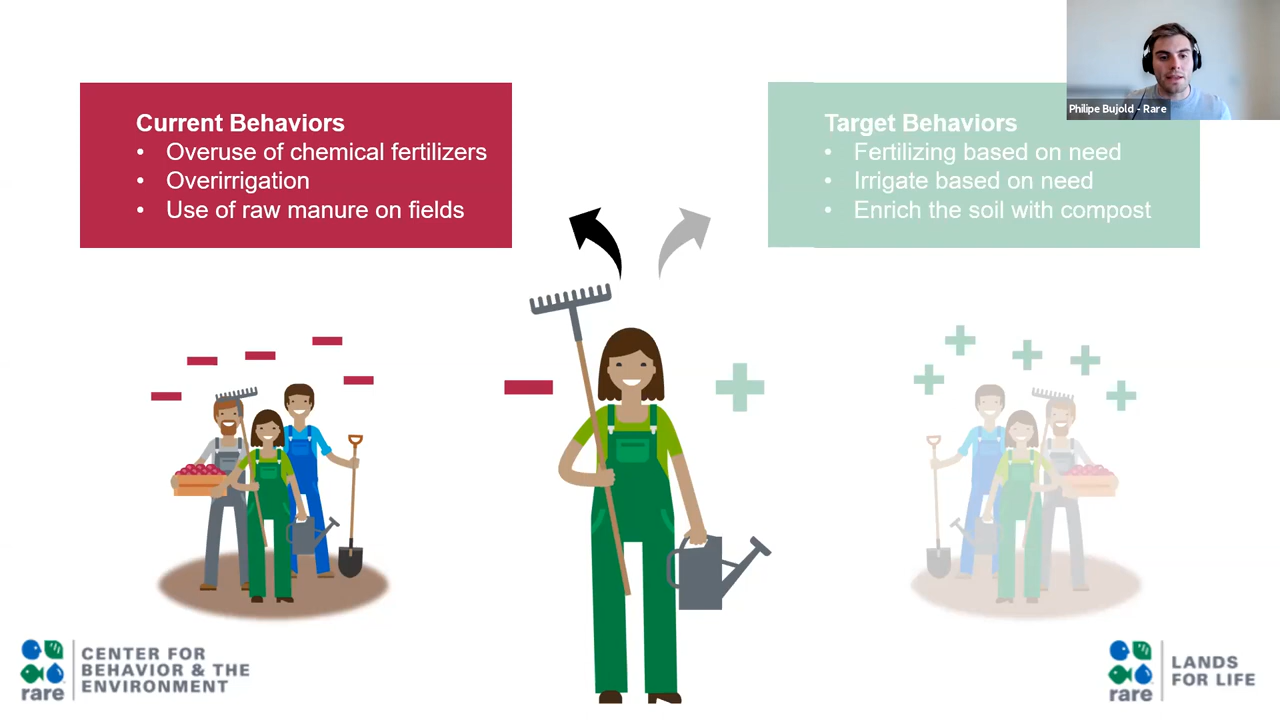 Current Behaviors
• Overuse of chemical fertilizers
• Overirrigation
• Use of raw manure on fields
Target Behaviors
• Fertilizing based on need
• Irrigate based on need
• Enrich the soil with compost
Philipe Bujold - Rare
rare
CENTER FOR
BEHAVIOR & THE
ENVIRONMENT
rare
LANDS
FOR LIFE